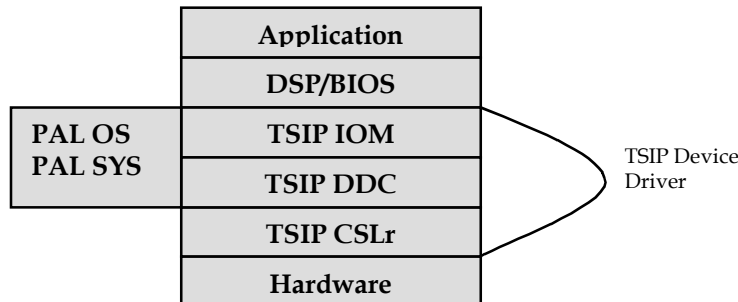 Application
DSP/BIOS
PAL OS
PAL SYS
TSIP IOM
TSIP DDC
TSIP CSLr
Hardware
TSIP Device
Driver